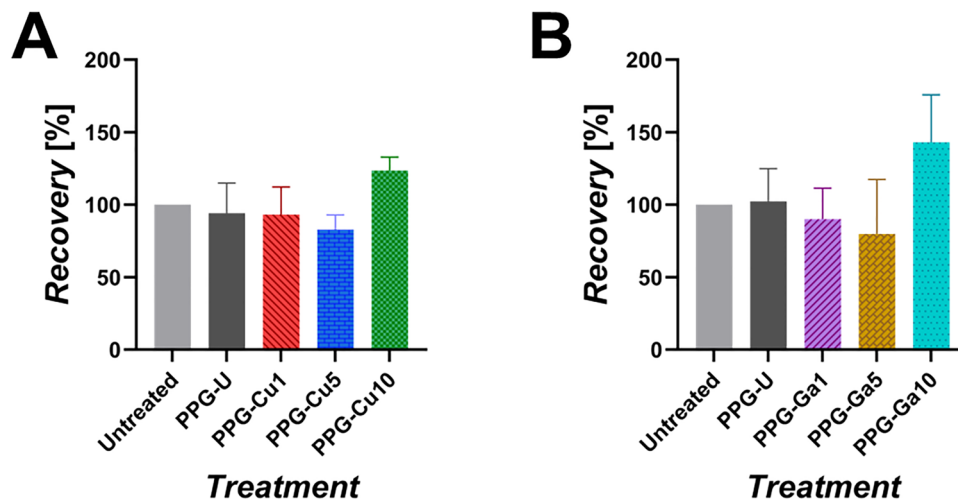 A
200
150
100
50
0
Recovery [%]
Untreated
PPG-U
PPG-Cu1
PPG-Cu5
PPG-Cu10
Treatment
B
200
150
100
50
0
Recovery [%]
Untreated
PPG-U
PPG-Ga1
PPG-Ga5
PPG-Ga10
Treatment